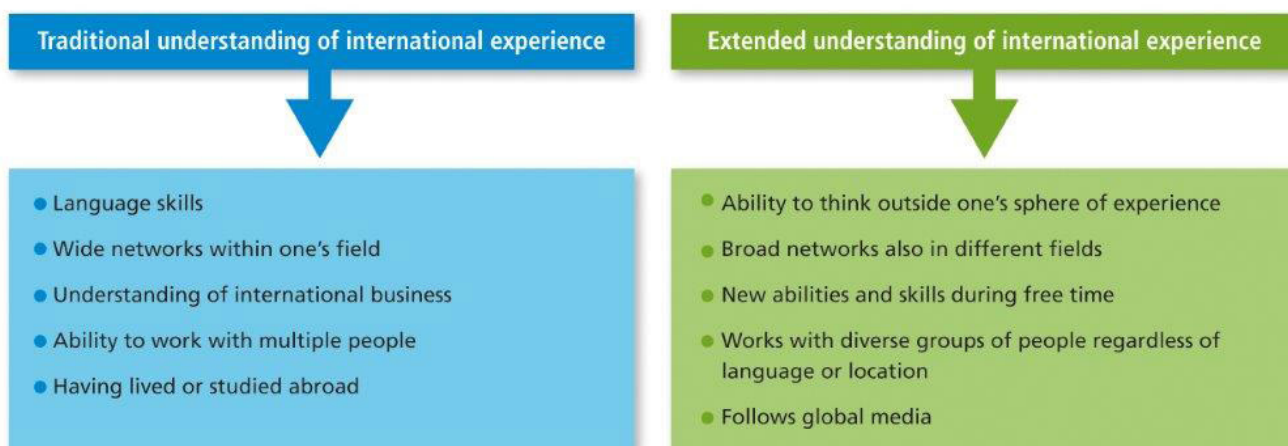 Traditional understanding of international experience
• Language skills
• Wide networks within one's field
• Understanding of international business
• Ability to work with multiple people
• Having lived or studied abroad
Extended understanding of international experience
• Ability to think outside one's sphere of experience
• Broad networks also in different fields
• New abilities and skills during free time
• Works with diverse groups of people regardless of
language or location
• Follows global media